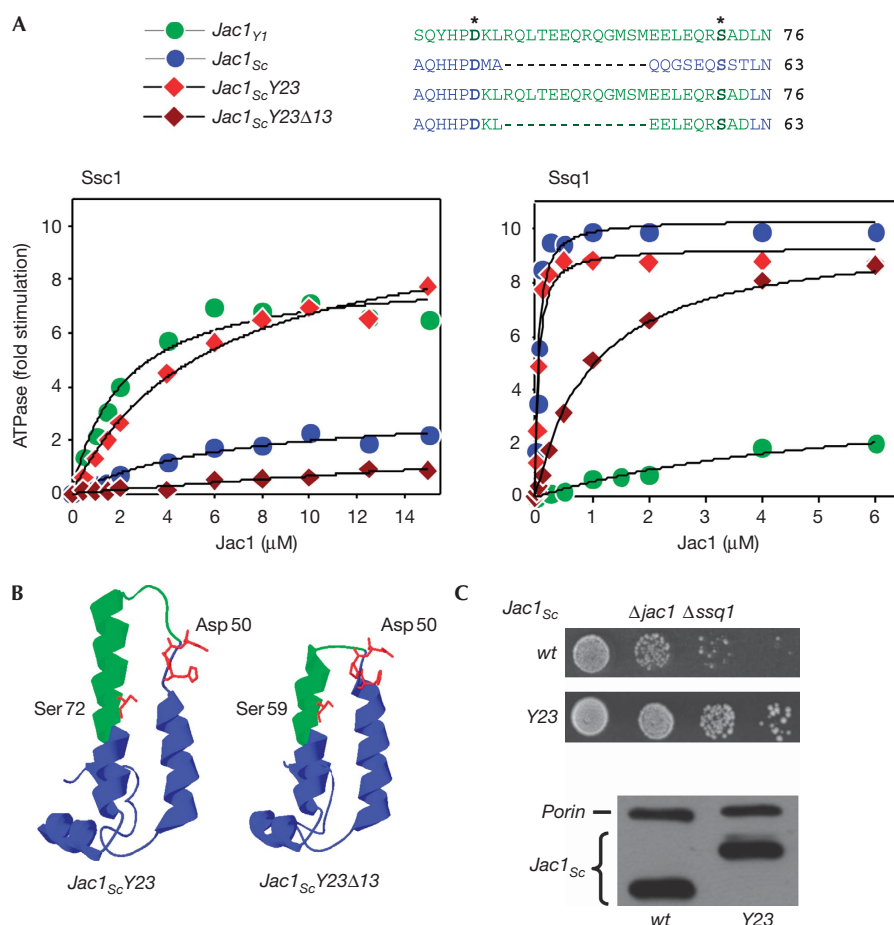 A
Jac1Y1
Jac1Sc
Jac1ScY23
Jac1ScY23Δ13
* *
SQYHPDKLRQLTEEQRQGMSMEELEQRSADLN 76
AQHHPDMA-------------QQGSEQSSTLN 63
AQHHPDKLRQLTEEQRQGMSMEELEQRSADLN 76
AQHHPDKL-------------EELEQRSADLN 63
Ssc1
ATPase (fold stimulation)
10
8
6
4
2
0
0 2 4 6 8 10 12 14
Jac1 (μM)
Ssq1
10
8
6
4
2
0
0 1 2 3 4 5 6
Jac1 (μM)
B
Asp 50
Ser 72
Jac1ScY23
Asp 50
Ser 59
Jac1ScY23Δ13
C
Jac1Sc Δjac1 Δssq1
wt
Y23
Porin
Jac1Sc
wt Y23